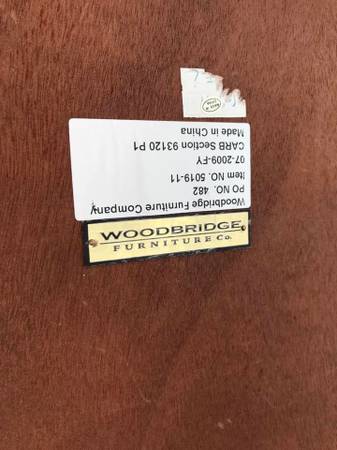 Woodbridge Furniture Company
PO NO. 482
Item NO. 5019-11
07-2009-FY
CARB Section 93120 P1
Made in China
WOODBRIDGE
FURNITURE Co.